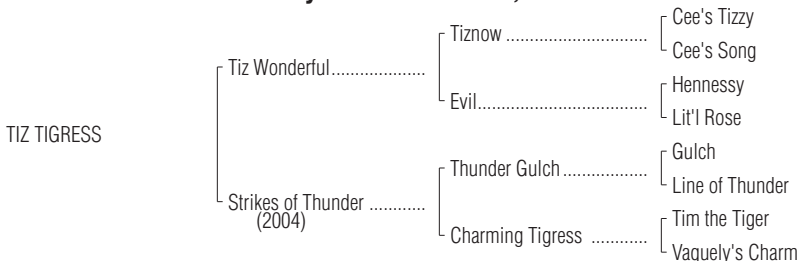 Cee's Tizzy
Tiznow ................................
Cee's Song
Tiz Wonderful.....................
Hennessy
Evil......................................
Lit'l Rose
TIZ TIGRESS
Gulch
Thunder Gulch...................
Line of Thunder
Strikes of Thunder ............
(2004)
Tim the Tiger
Charming Tigress ............
Vaguely's Charm